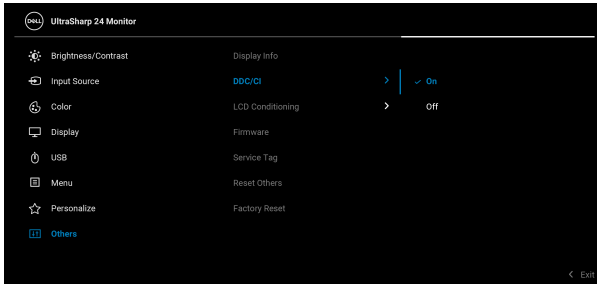 DELL UltraSharp 24 Monitor
Brightness/Contrast Display Info
Input Source DDC/CI > ✓ On
Color LCD Conditioning > Off
Display Firmware
USB Service Tag
Menu Reset Others
Personalize Factory Reset
Others
< Exit